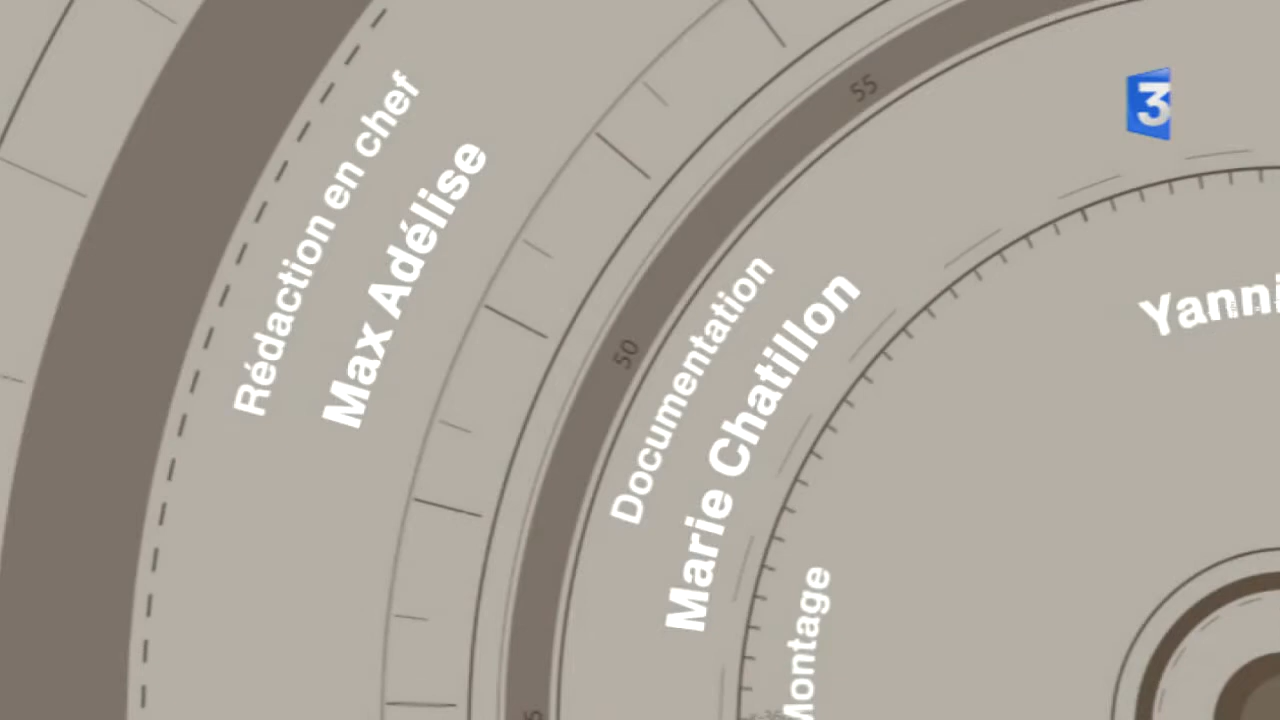 Rédaction en chef
Max Adélise
55
3
50
Documentation
Marie Chatillon
Montage